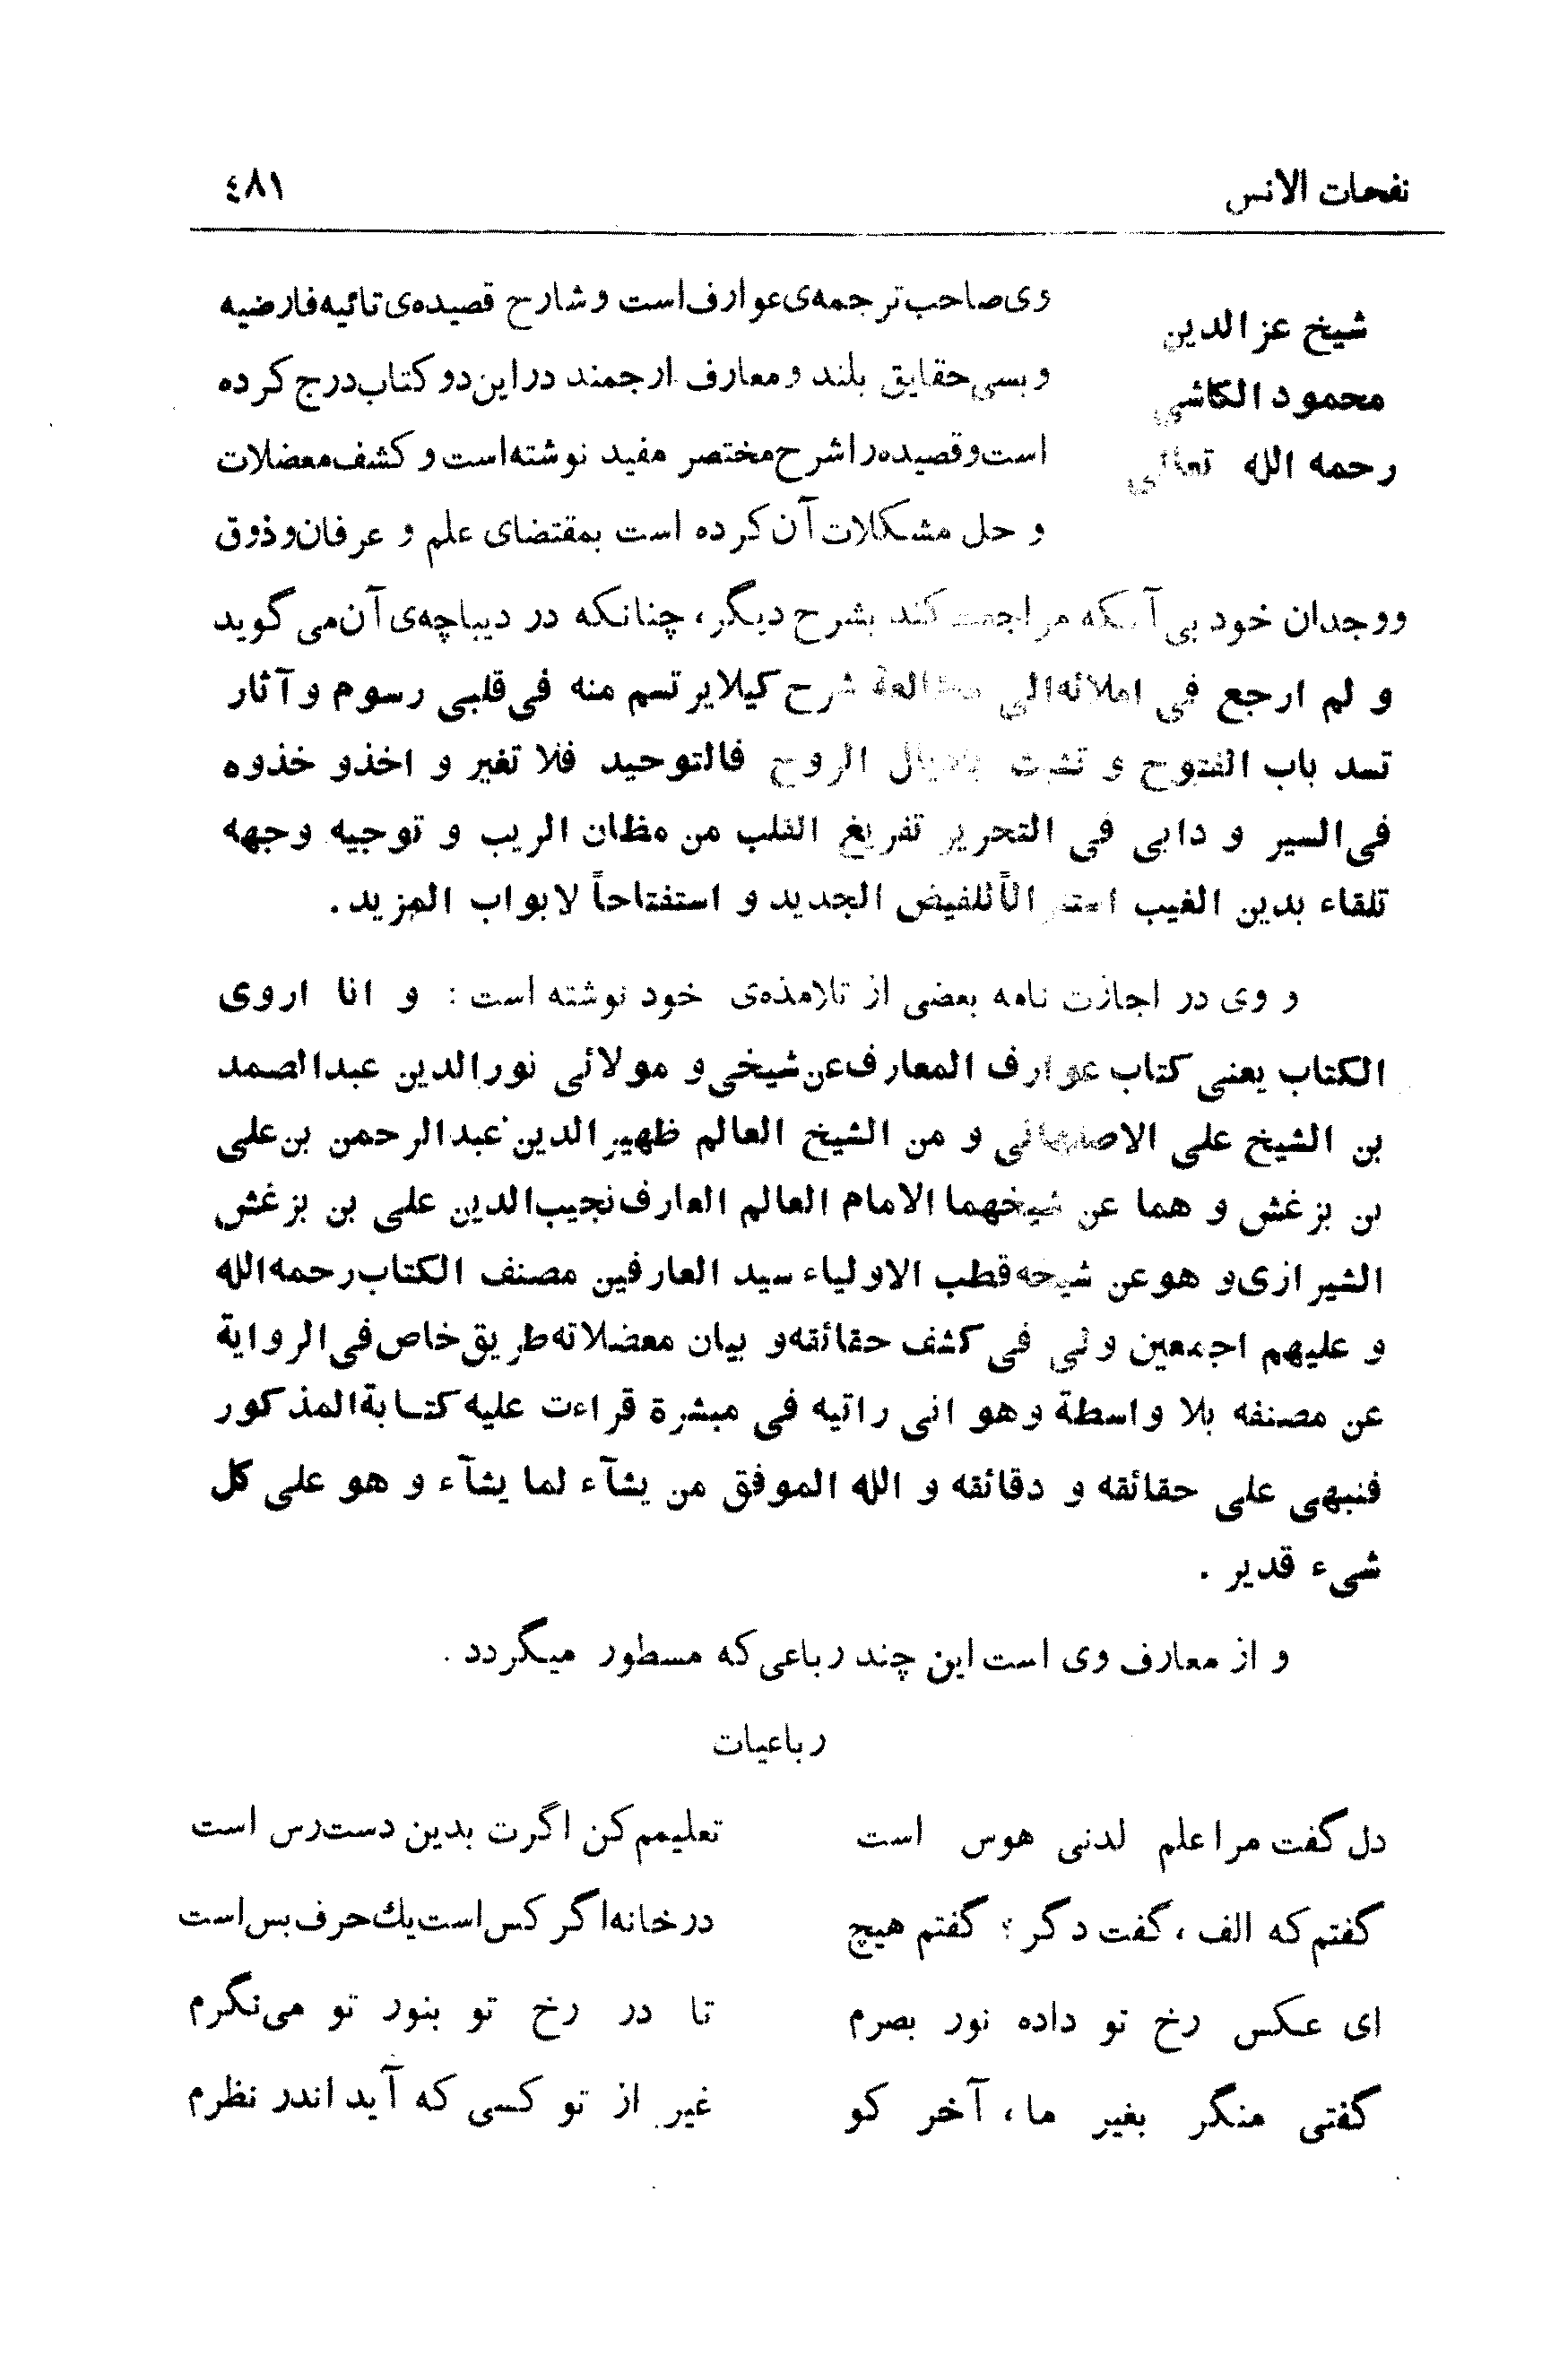 نفحات الانس
٤٨١
شیخ عزالدین
محمود الکاشی
رحمه الله تعالی
وی صاحب ترجمه‌ی عوارف است و شارح قصیده‌ی تائیه فارضیه
و بسی حقایق بلند و معارف ارجمند در این دو کتاب درج کرده
است و قصیده را شرح مختصر مفید نوشته است و کشف معضلات
و حل مشکلات آن کرده است بمقتضای علم و عرفان و ذوق
و وجدان خود بی آنکه مراجعت کند بشرح دیگر، چنانکه در دیباچه‌ی آن می گوید
و لم ارجع فی املائه الی مطالعة شرح کیلا یرتسم منه فی قلبی رسوم و آثار
تسد باب الفتوح و تشبث باذیال الروح فالتوحید فلا تغیر و اخذو خذوه
فی السیر و دابی فی التحریر تفریغ القلب من مظان الریب و توجیه وجهه
تلقاء بدین الغیب الاًللفیض الجدید و استفتاحاً لابواب المزید.
و وی در اجازت نامه بعضی از تلامذه‌ی خود نوشته است : و انا اروی
الکتاب یعنی کتاب عوارف المعارف عن شیخی و مولائی نورالدین عبدالصمد
بن الشیخ علی الاصفهانی و من الشیخ العالم ظهیر الدین عبدالرحمن بن علی
بن بزغش و هما عن شیخهما الامام العالم العارف نجیب الدین علی بن بزغش
الشیرازی و هو عن شیخه قطب الاولیاء سید العارفین مصنف الکتاب رحمه الله
و علیهم اجمعین و لی فی کشف حقائقه و بیان معضلاته طریق خاص فی الروایة
عن مصنفه بلا واسطة و هو انی راتیه فی مبشرة قراءت علیه کتابة المذکور
فنبهی علی حقائقه و دقائقه و الله الموفق من یشآء لما یشآء و هو علی کل
شیء قدیر .
و از معارف وی است این چند رباعی که مسطور میگردد .
رباعیات
دل گفت مرا علم لدنی هوس است تعلیمم کن اگرت بدین دست‌رس است
گفتم که الف ، گفت دگر ؟ گفتم هیچ در خانه اگر کس است یك حرف بس است
ای عکس رخ تو داده نور بصرم تا در رخ تو بنور تو می‌نگرم
گفتی منگر بغیر ما ، آخر کو غیر از تو کسی که آید اندر نظرم